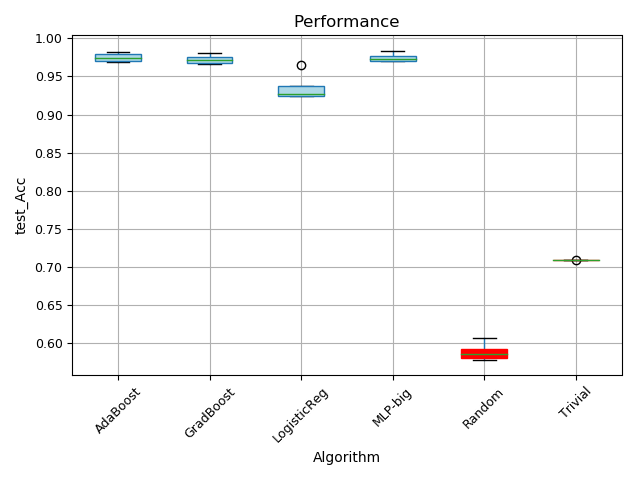 Performance
1.00
0.95
0.90
0.85
0.80
0.75
0.70
0.65
0.60
test_Acc
AdaBoost
GradBoost
LogisticReg
MLP-big
Random
Trivial
Algorithm